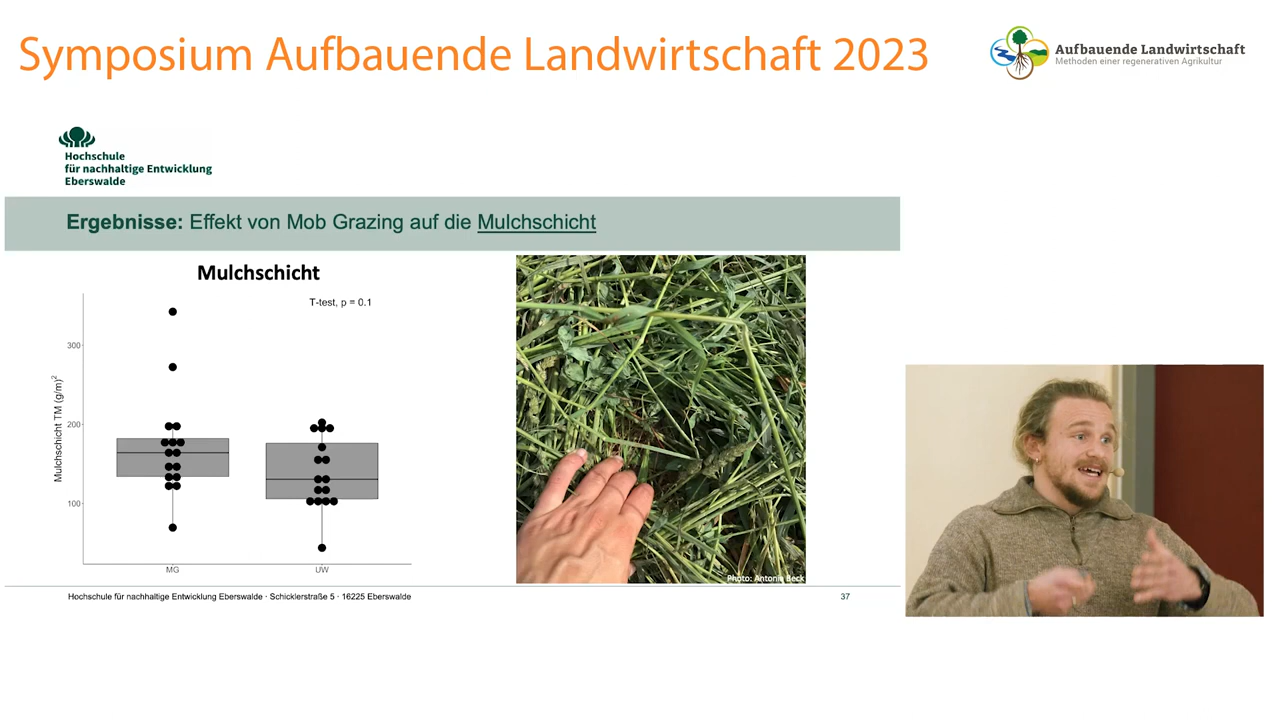 Symposium Aufbauende Landwirtschaft 2023
Aufbauende Landwirtschaft
Methoden einer regenerativen Agrikultur
Hochschule
für nachhaltige Entwicklung
Eberswalde
Ergebnisse: Effekt von Mob Grazing auf die Mulchschicht
Mulchschicht
T-test, p = 0.1
Mulchschicht TM (g/m)²
300
200
100
MG
UW
Photo: Antonie Beck
Hochschule für nachhaltige Entwicklung Eberswalde · Schicklerstraße 5 · 16225 Eberswalde
37